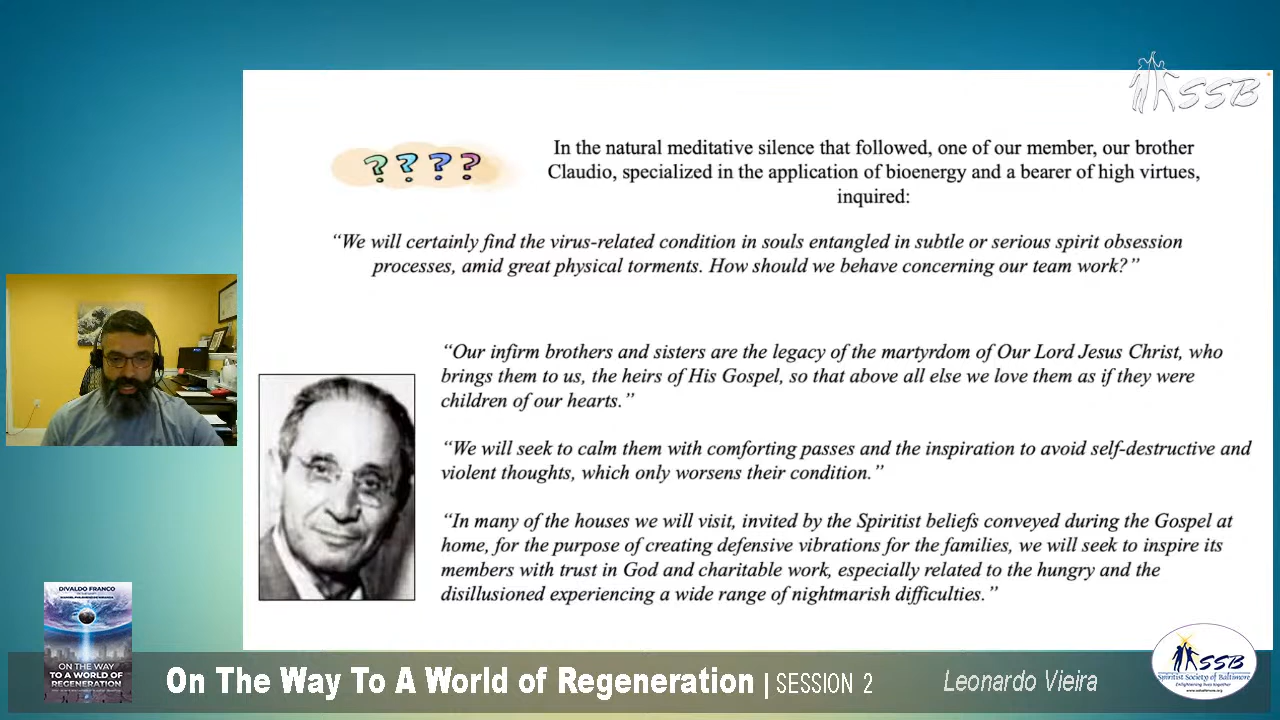 SSB
????
In the natural meditative silence that followed, one of our member, our brother
Claudio, specialized in the application of bioenergy and a bearer of high virtues,
inquired:
“We will certainly find the virus-related condition in souls entangled in subtle or serious spirit obsession
processes, amid great physical torments. How should we behave concerning our team work?”
“Our infirm brothers and sisters are the legacy of the martyrdom of Our Lord Jesus Christ, who
brings them to us, the heirs of His Gospel, so that above all else we love them as if they were
children of our hearts.”
“We will seek to calm them with comforting passes and the inspiration to avoid self-destructive and
violent thoughts, which only worsens their condition.”
“In many of the houses we will visit, invited by the Spiritist beliefs conveyed during the Gospel at
home, for the purpose of creating defensive vibrations for the families, we will seek to inspire its
members with trust in God and charitable work, especially related to the hungry and the
disillusioned experiencing a wide range of nightmarish difficulties.”
DIVALDO FRANCO
ON THE WAY
TO A WORLD OF
REGENERATION
On The Way To A World of Regeneration | SESSION 2
Leonardo Vieira
SSB
Spiritist Society of Baltimore